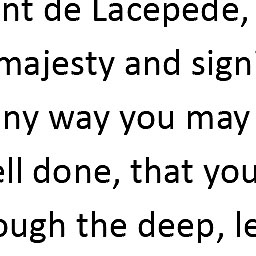 nt de Lacepede,
majesty and sign
ny way you may
ell done, that you
ough the deep, le